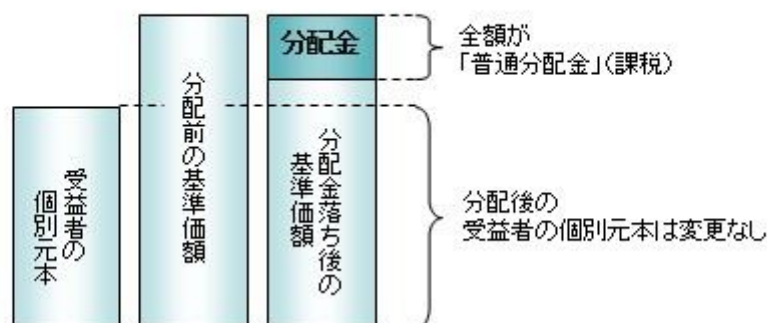 受益者の
個別元本
分配前の基準価額
分配金
分配金落ち後の
基準価額
全額が
「普通分配金」(課税)
分配後の
受益者の個別元本は変更なし